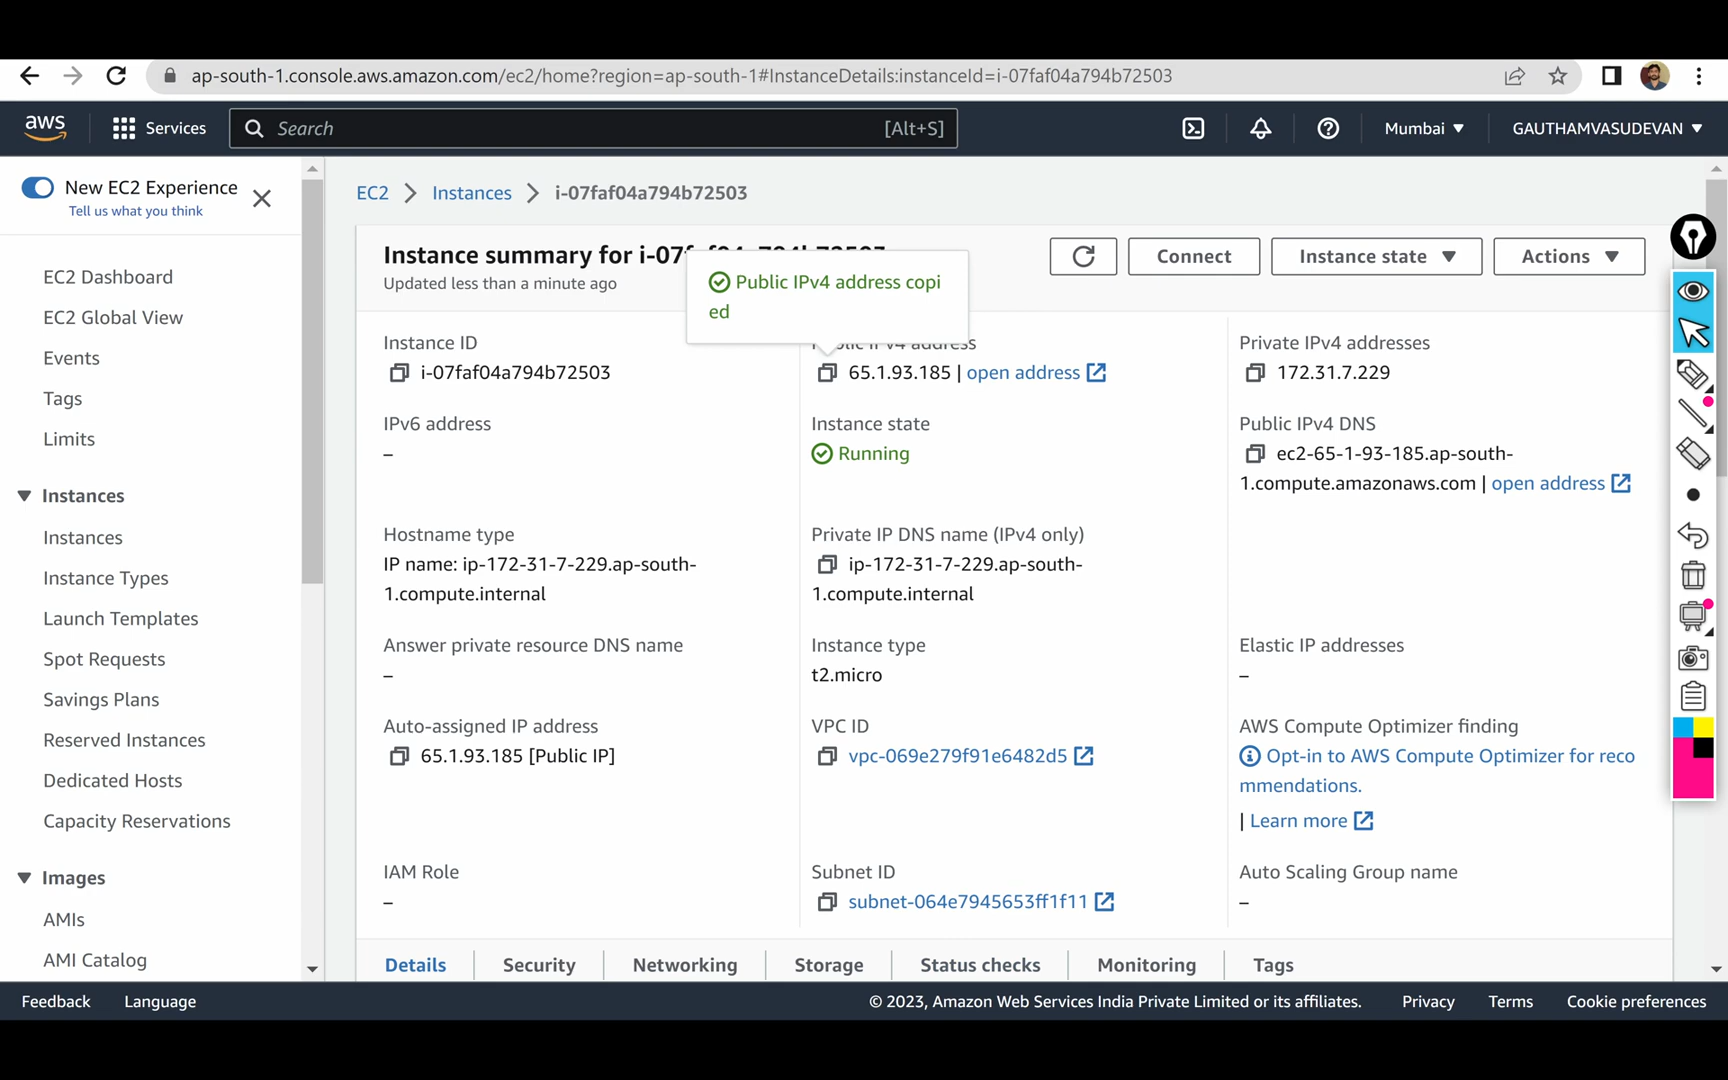 ap-south-1.console.aws.amazon.com/ec2/home?region=ap-south-1#InstanceDetails:instanceId=i-07faf04a794b72503
aws
Services
Search
[Alt+S]
Mumbai
GAUTHAMVASUDEVAN
New EC2 Experience
Tell us what you think
EC2 Dashboard
EC2 Global View
Events
Tags
Limits
Instances
Instances
Instance Types
Launch Templates
Spot Requests
Savings Plans
Reserved Instances
Dedicated Hosts
Capacity Reservations
Images
AMIs
AMI Catalog
EC2
Instances
i-07faf04a794b72503
Instance summary for
Updated less than a minute ago
Connect
Instance state
Actions
Public IPv4 address copi
ed
Instance ID
i-07faf04a794b72503
Public IPv4 address
65.1.93.185 | open address
Private IPv4 addresses
172.31.7.229
IPv6 address
–
Instance state
Running
Public IPv4 DNS
ec2-65-1-93-185.ap-south-
1.compute.amazonaws.com | open address
Hostname type
IP name: ip-172-31-7-229.ap-south-
1.compute.internal
Private IP DNS name (IPv4 only)
ip-172-31-7-229.ap-south-
1.compute.internal
Answer private resource DNS name
–
Instance type
t2.micro
Elastic IP addresses
–
Auto-assigned IP address
65.1.93.185 [Public IP]
VPC ID
vpc-069e279f91e6482d5
AWS Compute Optimizer finding
Opt-in to AWS Compute Optimizer for reco
mmendations.
| Learn more
IAM Role
–
Subnet ID
subnet-064e7945653ff1f11
Auto Scaling Group name
–
Details
Security
Networking
Storage
Status checks
Monitoring
Tags
Feedback
Language
© 2023, Amazon Web Services India Private Limited or its affiliates.
Privacy
Terms
Cookie preferences